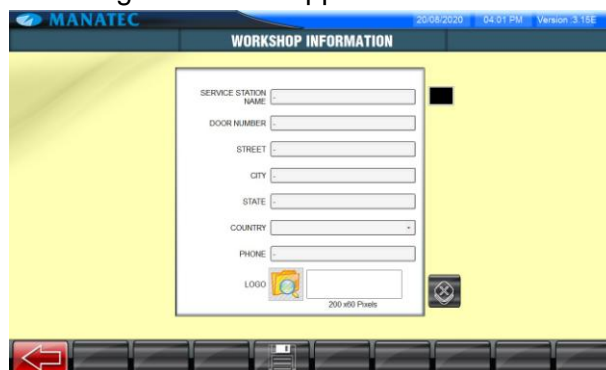 MANATEC
20/08/2020 04:01 PM Version :3.15E
WORKSHOP INFORMATION
SERVICE STATION
NAME -
DOOR NUMBER -
STREET -
CITY -
STATE -
COUNTRY
PHONE -
LOGO
200 x60 Pixels